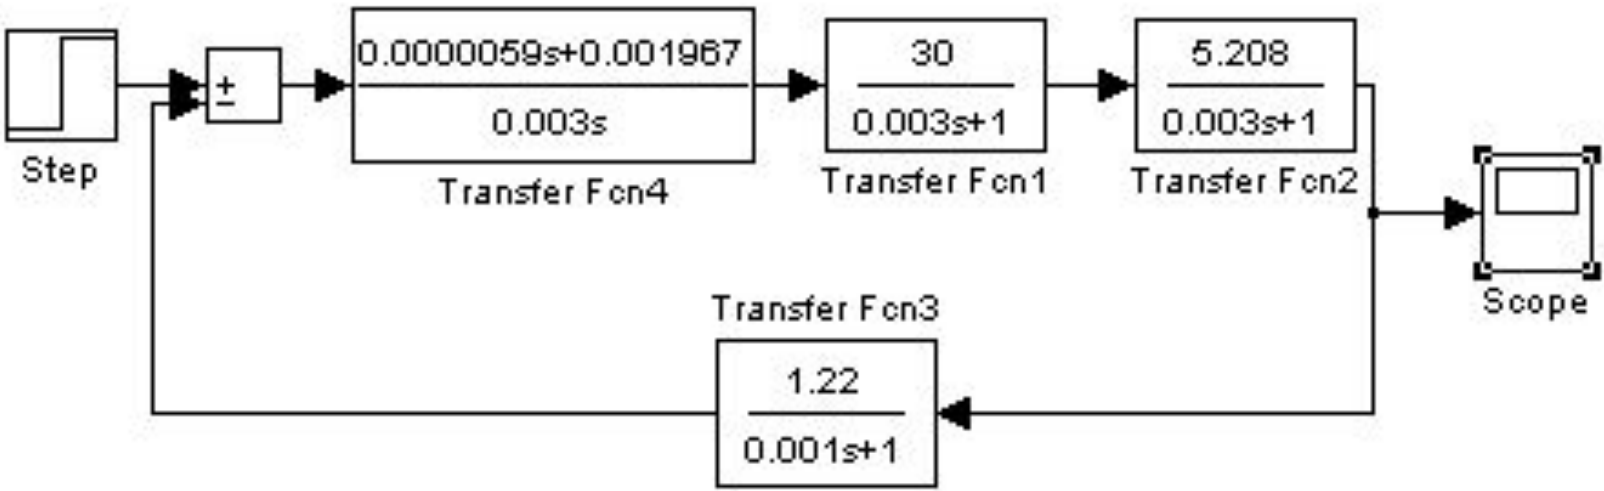 Step
+
−
0.0000059s+0.001967
0.003s
Transfer Fcn4
30
0.003s+1
Transfer Fcn1
5.208
0.003s+1
Transfer Fcn2
Scope
Transfer Fcn3
1.22
0.001s+1